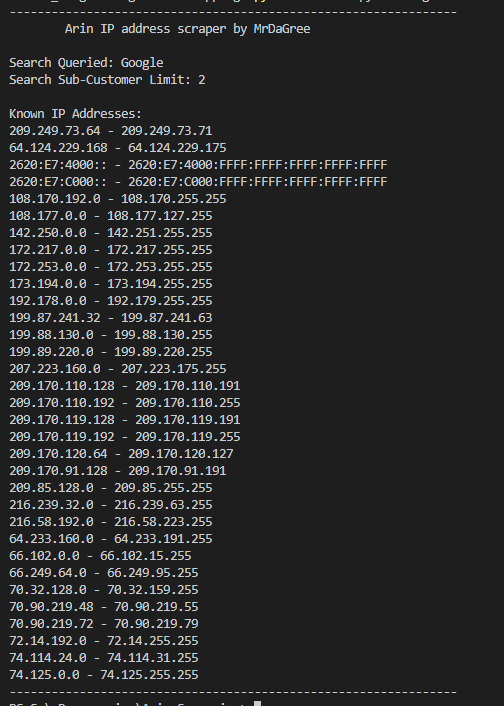 ----------------------------------------------------------------
Arin IP address scraper by MrDaGree
Search Queried: Google
Search Sub-Customer Limit: 2
Known IP Addresses:
209.249.73.64 - 209.249.73.71
64.124.229.168 - 64.124.229.175
2620:E7:4000:: - 2620:E7:4000:FFFF:FFFF:FFFF:FFFF:FFFF
2620:E7:C000:: - 2620:E7:C000:FFFF:FFFF:FFFF:FFFF:FFFF
108.170.192.0 - 108.170.255.255
108.177.0.0 - 108.177.127.255
142.250.0.0 - 142.251.255.255
172.217.0.0 - 172.217.255.255
172.253.0.0 - 172.253.255.255
173.194.0.0 - 173.194.255.255
192.178.0.0 - 192.179.255.255
199.87.241.32 - 199.87.241.63
199.88.130.0 - 199.88.130.255
199.89.220.0 - 199.89.220.255
207.223.160.0 - 207.223.175.255
209.170.110.128 - 209.170.110.191
209.170.110.192 - 209.170.110.255
209.170.119.128 - 209.170.119.191
209.170.119.192 - 209.170.119.255
209.170.120.64 - 209.170.120.127
209.170.91.128 - 209.170.91.191
209.85.128.0 - 209.85.255.255
216.239.32.0 - 216.239.63.255
216.58.192.0 - 216.58.223.255
64.233.160.0 - 64.233.191.255
66.102.0.0 - 66.102.15.255
66.249.64.0 - 66.249.95.255
70.32.128.0 - 70.32.159.255
70.90.219.48 - 70.90.219.55
70.90.219.72 - 70.90.219.79
72.14.192.0 - 72.14.255.255
74.114.24.0 - 74.114.31.255
74.125.0.0 - 74.125.255.255
----------------------------------------------------------------